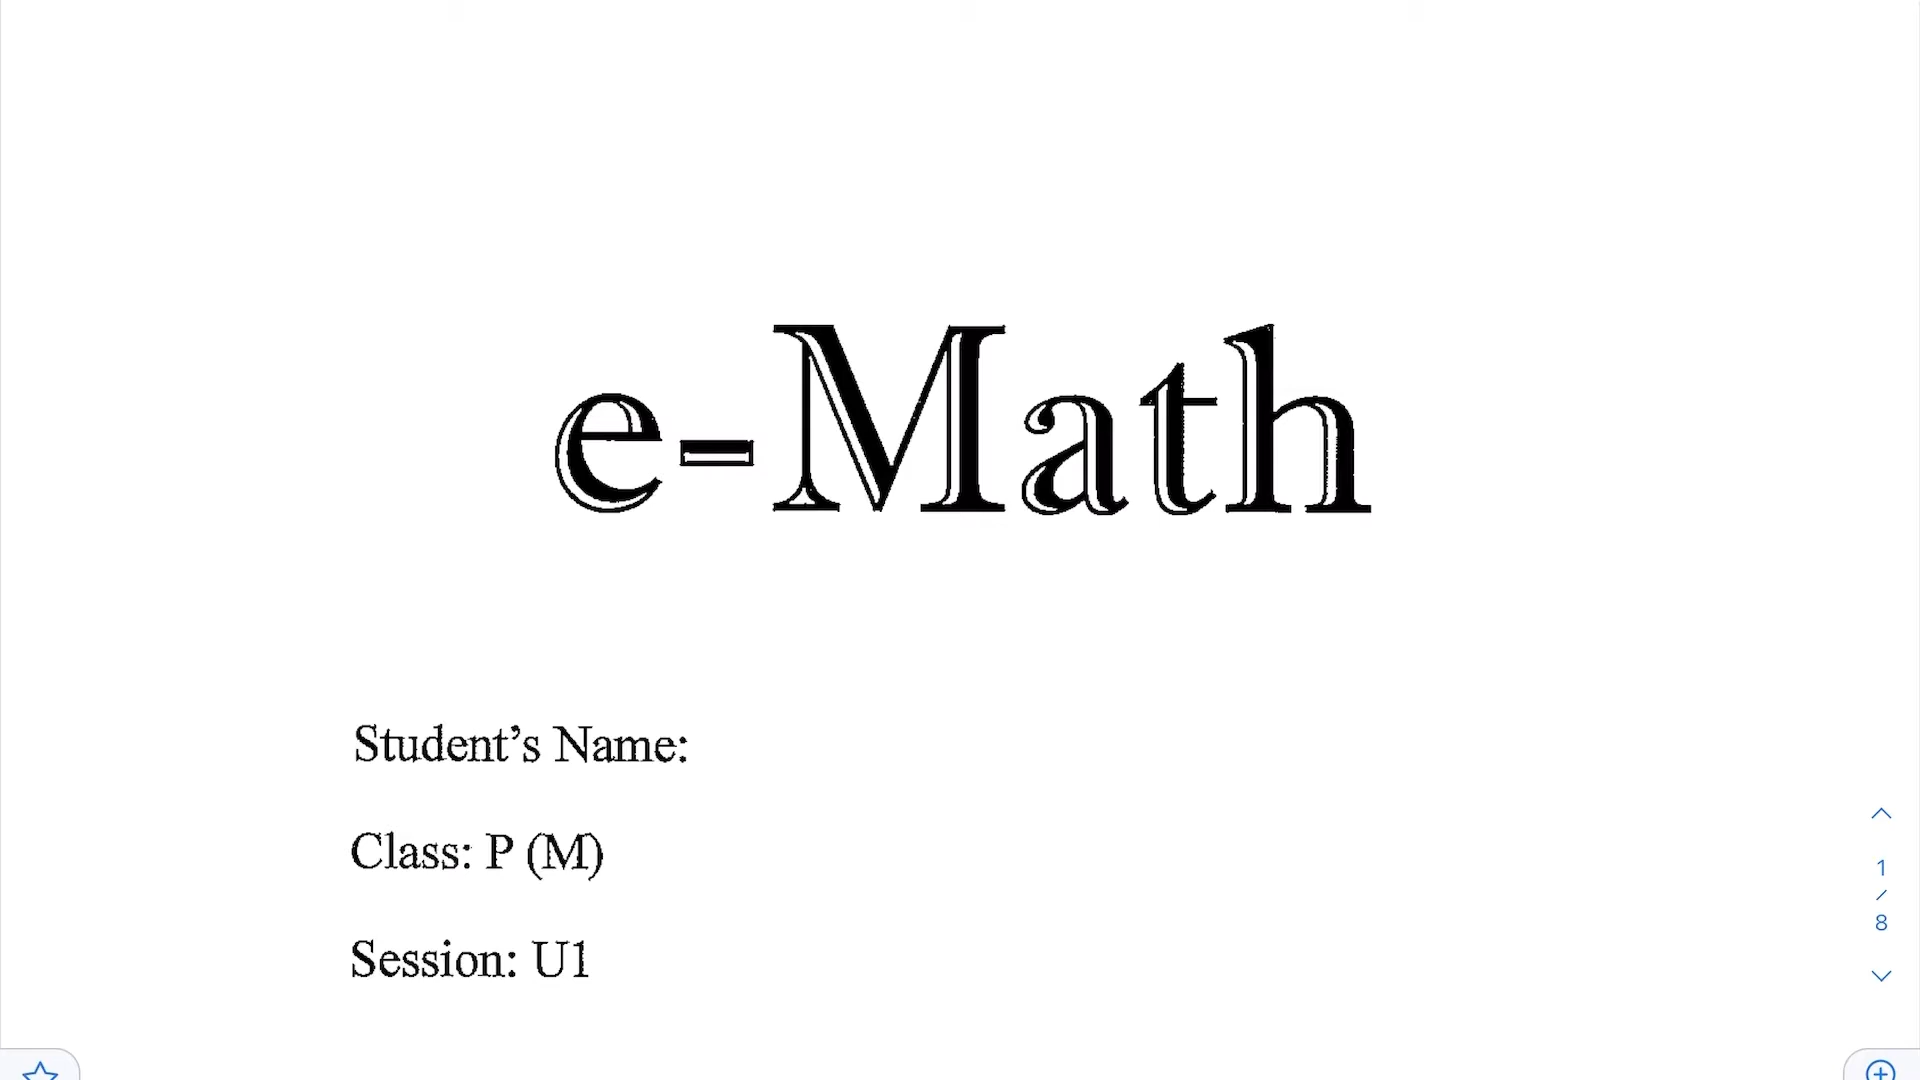 e-Math
Student’s Name:
Class: P (M)
Session: U1
1
/
8